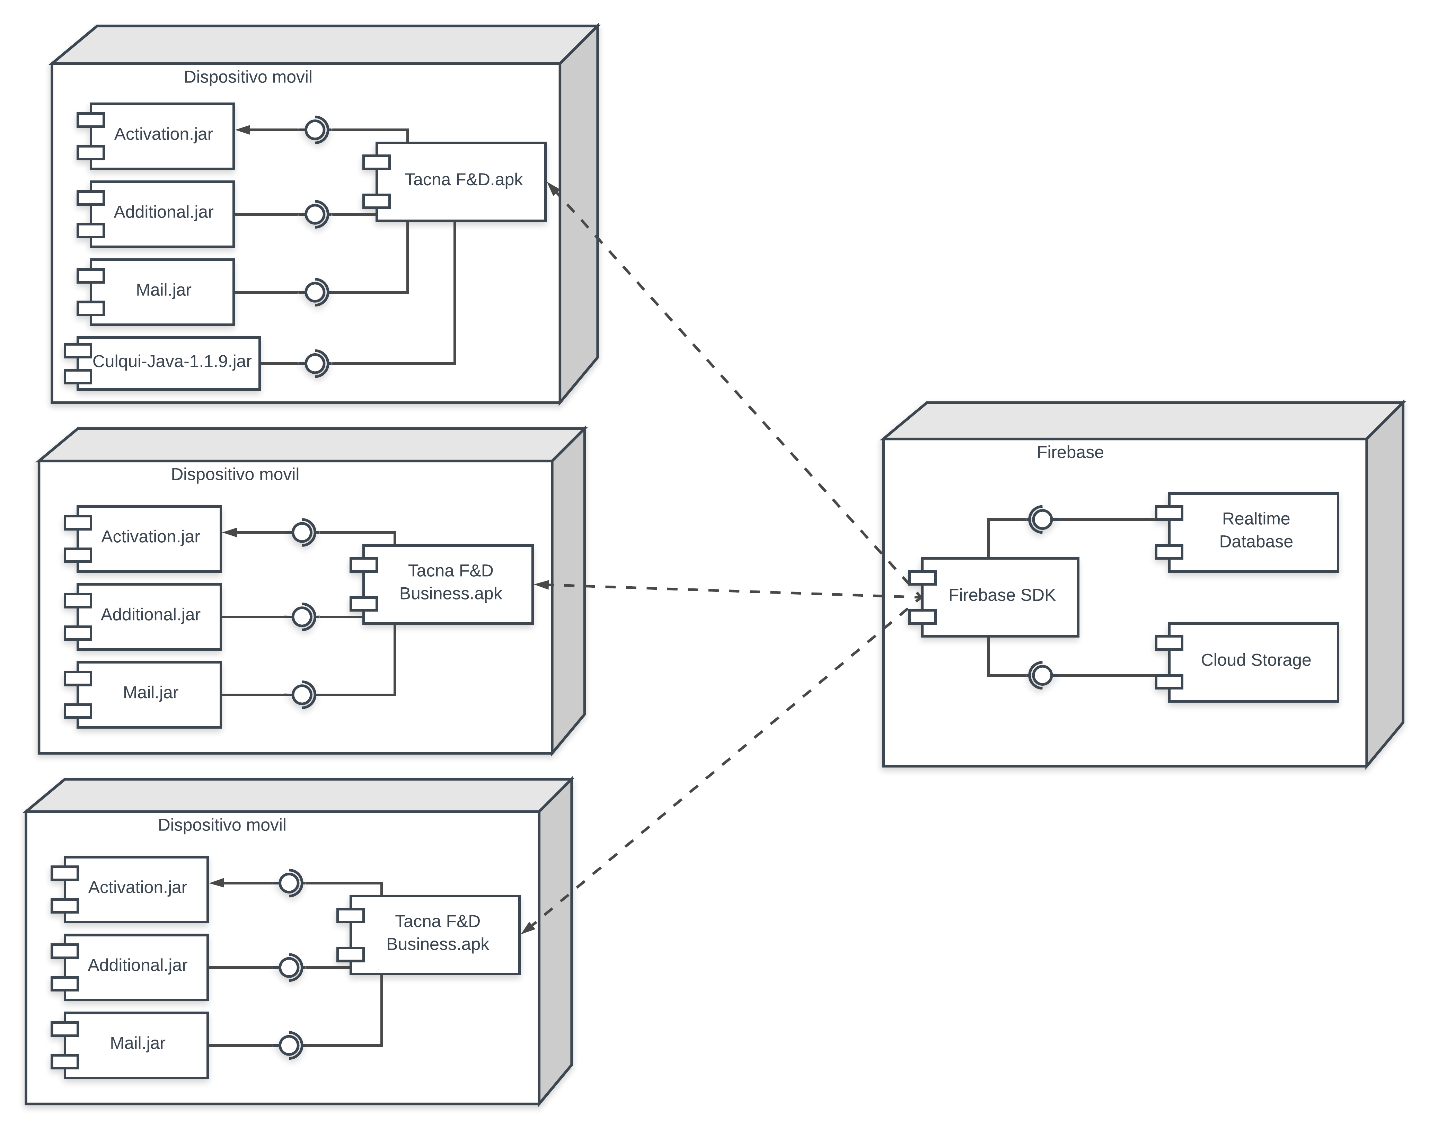 Dispositivo movil
Activation.jar
Tacna F&D.apk
Additional.jar
Mail.jar
Culqui-Java-1.1.9.jar
Dispositivo movil
Activation.jar
Tacna F&D
Business.apk
Additional.jar
Mail.jar
Dispositivo movil
Activation.jar
Tacna F&D
Business.apk
Additional.jar
Mail.jar
Firebase
Realtime
Database
Firebase SDK
Cloud Storage